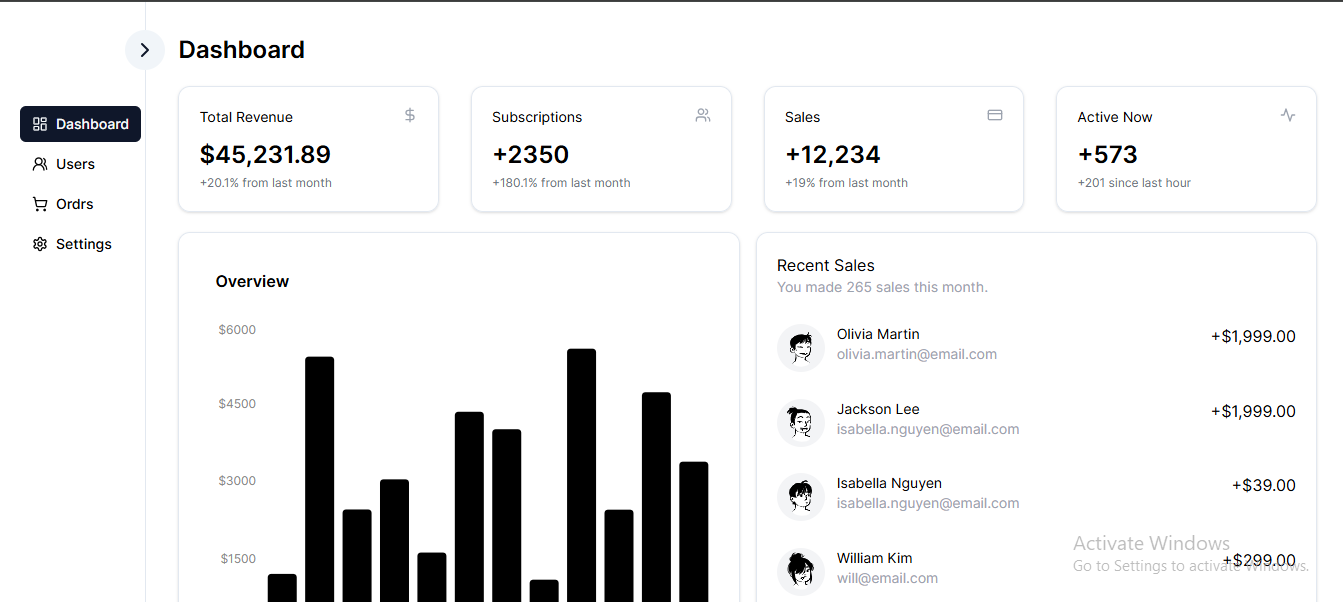 Dashboard
Dashboard
Users
Ordrs
Settings
Total Revenue
$45,231.89
+20.1% from last month
Subscriptions
+2350
+180.1% from last month
Sales
+12,234
+19% from last month
Active Now
+573
+201 since last hour
Overview
$6000
$4500
$3000
$1500
Recent Sales
You made 265 sales this month.
Olivia Martin
olivia.martin@email.com
+$1,999.00
Jackson Lee
isabella.nguyen@email.com
+$1,999.00
Isabella Nguyen
isabella.nguyen@email.com
+$39.00
William Kim
will@email.com
+$299.00
Activate Windows
Go to Settings to activate Windows.